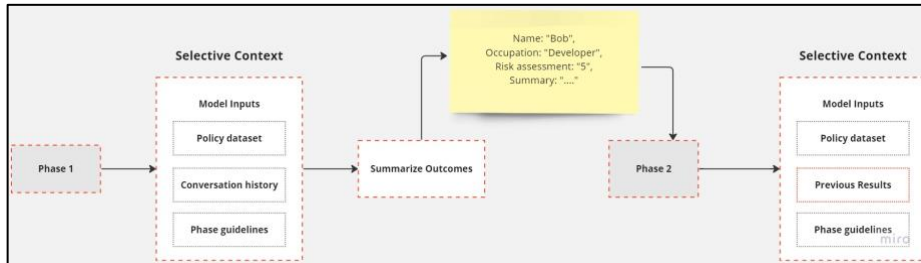 Selective Context
Model Inputs
Policy dataset
Conversation history
Phase guidelines
Phase 1
Summarize Outcomes
Name: "Bob",
Occupation: "Developer",
Risk assessment: "5",
Summary: "...."
Phase 2
Selective Context
Model Inputs
Policy dataset
Previous Results
Phase guidelines
miro